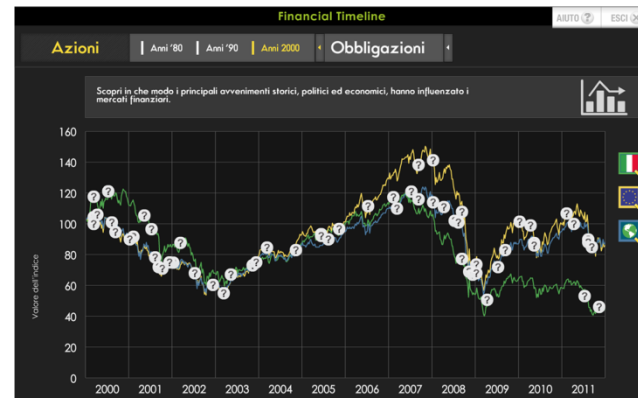 Financial Timeline
AIUTO ?
ESCI
Azioni
Anni '80
Anni '90
Anni 2000
Obbligazioni
Scopri in che modo i principali avvenimenti storici, politici ed economici, hanno influenzato i
mercati finanziari.
Valore dell'indice
160
140
120
100
80
60
40
20
0
2000 2001 2002 2003 2004 2005 2006 2007 2008 2009 2010 2011